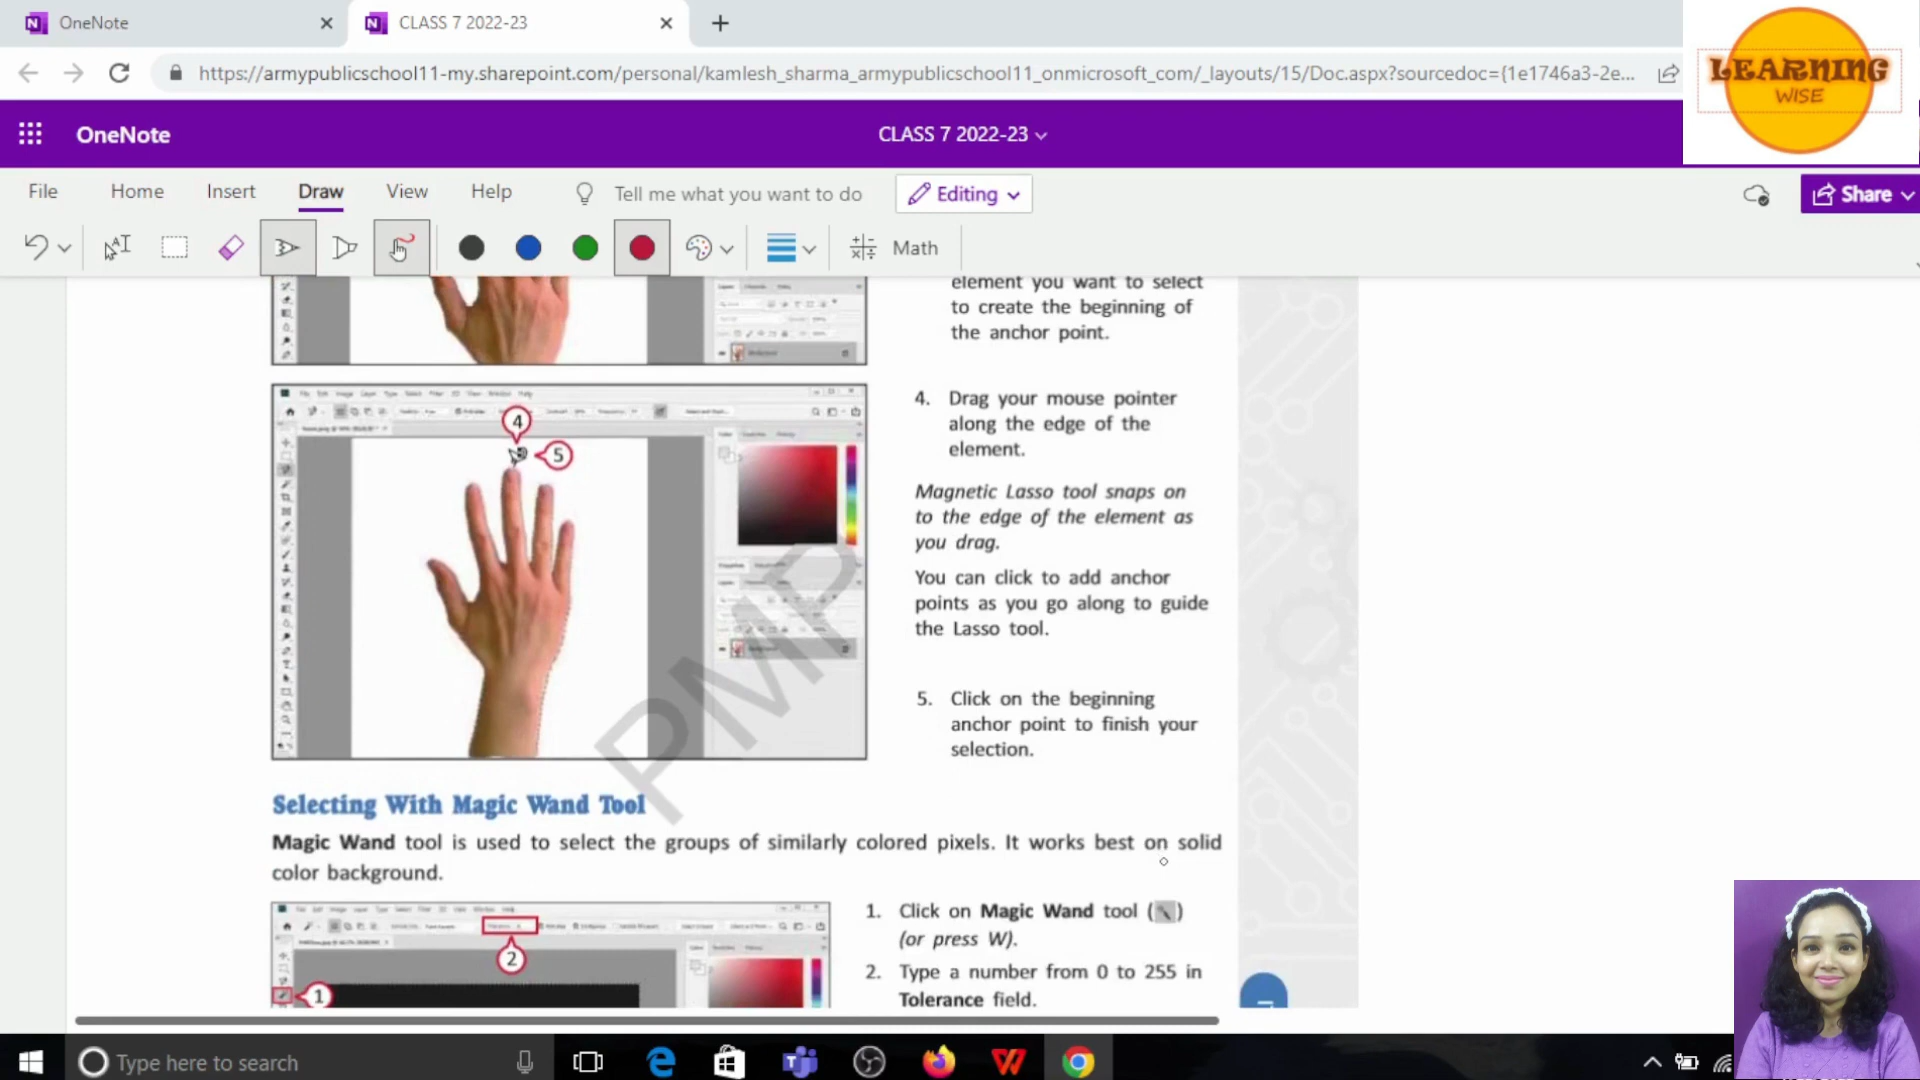 OneNote
CLASS 7 2022-23
LEARNING
WISE
https://armypublicschool11-my.sharepoint.com/personal/kamlesh_sharma_armypublicschool11_onmicrosoft_com/_layouts/15/Doc.aspx?sourcedoc={1e1746a3-2e...
OneNote
CLASS 7 2022-23
File Home Insert Draw View Help Tell me what you want to do Editing Share
Math
element you want to select
to create the beginning of
the anchor point.
4
5
4. Drag your mouse pointer
along the edge of the
element.
Magnetic Lasso tool snaps on
to the edge of the element as
you drag.
You can click to add anchor
points as you go along to guide
the Lasso tool.
5. Click on the beginning
anchor point to finish your
selection.
PMP
Selecting With Magic Wand Tool
Magic Wand tool is used to select the groups of similarly colored pixels. It works best on solid
color background.
2
1
1. Click on Magic Wand tool ( )
(or press W).
2. Type a number from 0 to 255 in
Tolerance field.
Type here to search